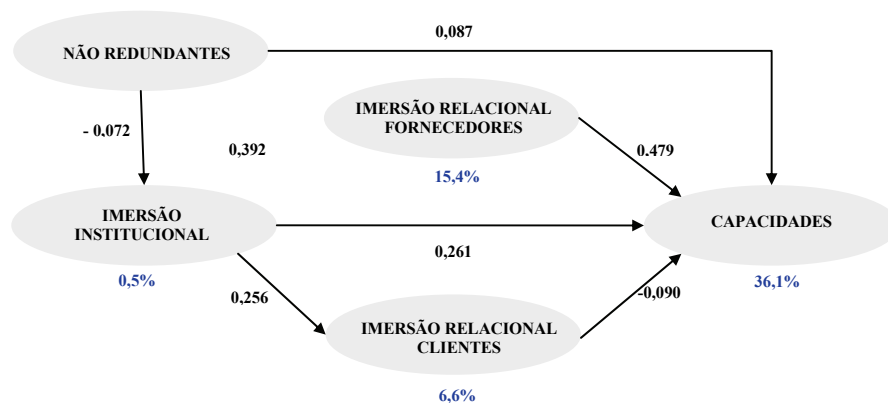 0,087
NÃO REDUNDANTES
IMERSÃO RELACIONAL
FORNECEDORES
- 0,072
0,392
0,479
15,4%
IMERSÃO
INSTITUCIONAL
CAPACIDADES
0,261
0,5%
36,1%
0,256
-0,090
IMERSÃO RELACIONAL
CLIENTES
6,6%